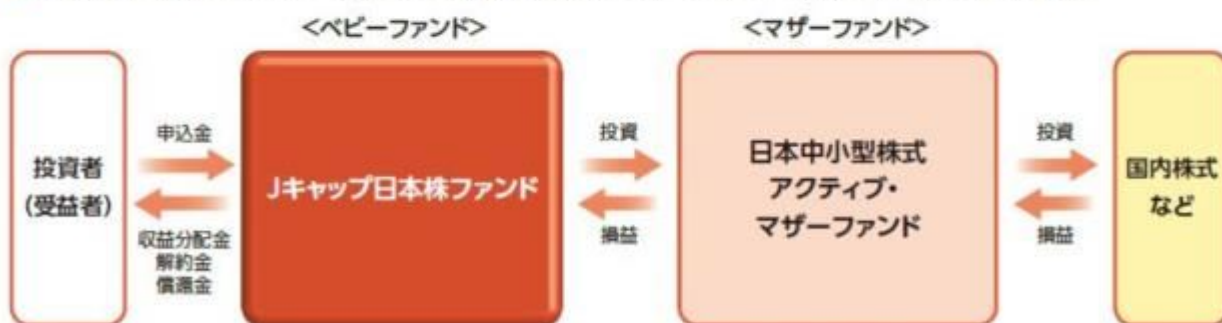 <ベビーファンド>
<マザーファンド>
投資者
(受益者)
申込金
収益分配金
解約金
償還金
Jキャップ日本株ファンド
投資
損益
日本中小型株式
アクティブ・
マザーファンド
投資
損益
国内株式
など